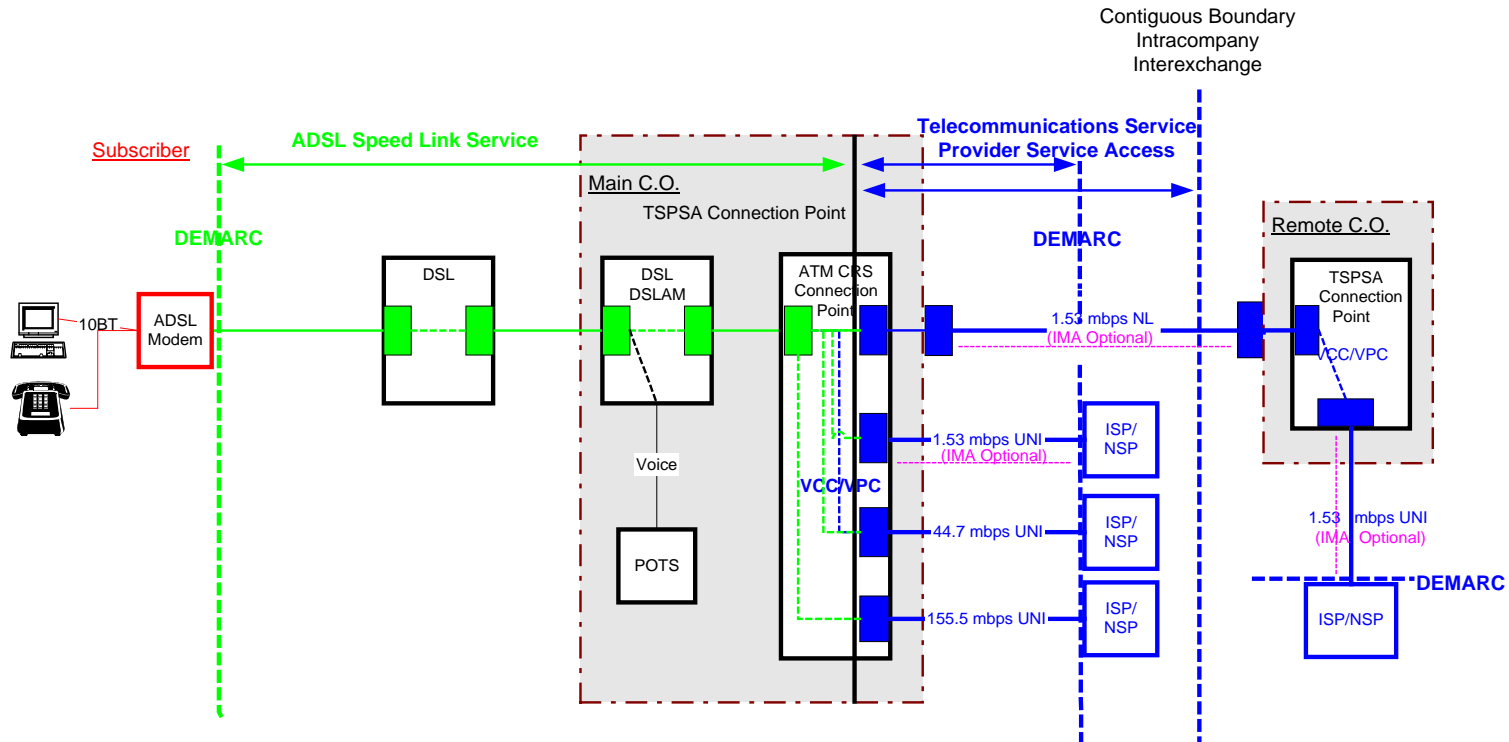 Contiguous Boundary
Intracompany
Interexchange
Subscriber
ADSL Speed Link Service
Telecommunications Service
Provider Service Access
Main C.O.
TSPSA Connection Point
DEMARC
DEMARC
Remote C.O.
DSL
DSL
DSLAM
ATM CRS
Connection
Point
TSPSA
Connection
Point
10BT
ADSL
Modem
1.53 mbps NL
(IMA Optional)
VCC/VPC
1.53 mbps UNI
(IMA Optional)
ISP/
NSP
Voice
VCC/VPC
44.7 mbps UNI
ISP/
NSP
1.53 mbps UNI
(IMA Optional)
POTS
DEMARC
155.5 mbps UNI
ISP/
NSP
ISP/NSP